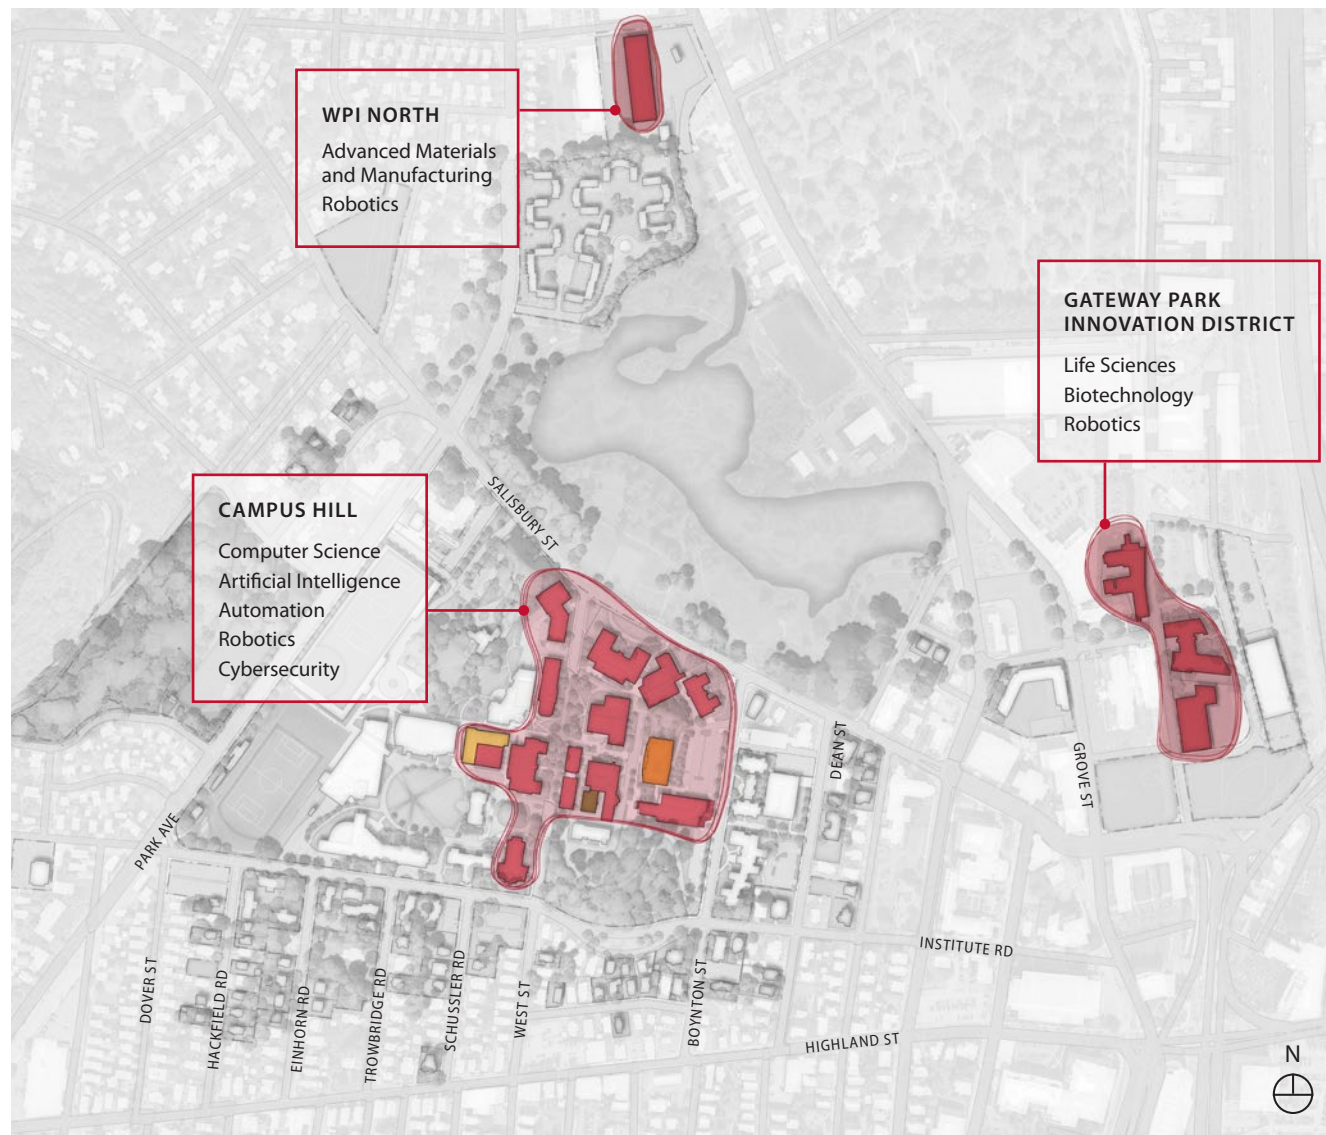 WPI NORTH
Advanced Materials
and Manufacturing
Robotics
GATEWAY PARK
INNOVATION DISTRICT
Life Sciences
Biotechnology
Robotics
CAMPUS HILL
Computer Science
Artificial Intelligence
Automation
Robotics
Cybersecurity
SALISBURY ST
DEAN ST
GROVE ST
PARK AVE
INSTITUTE RD
DOVER ST
HACKFIELD RD
EINHORN RD
TROWBRIDGE RD
SCHUSSLER RD
WEST ST
BOYNTON ST
HIGHLAND ST
N